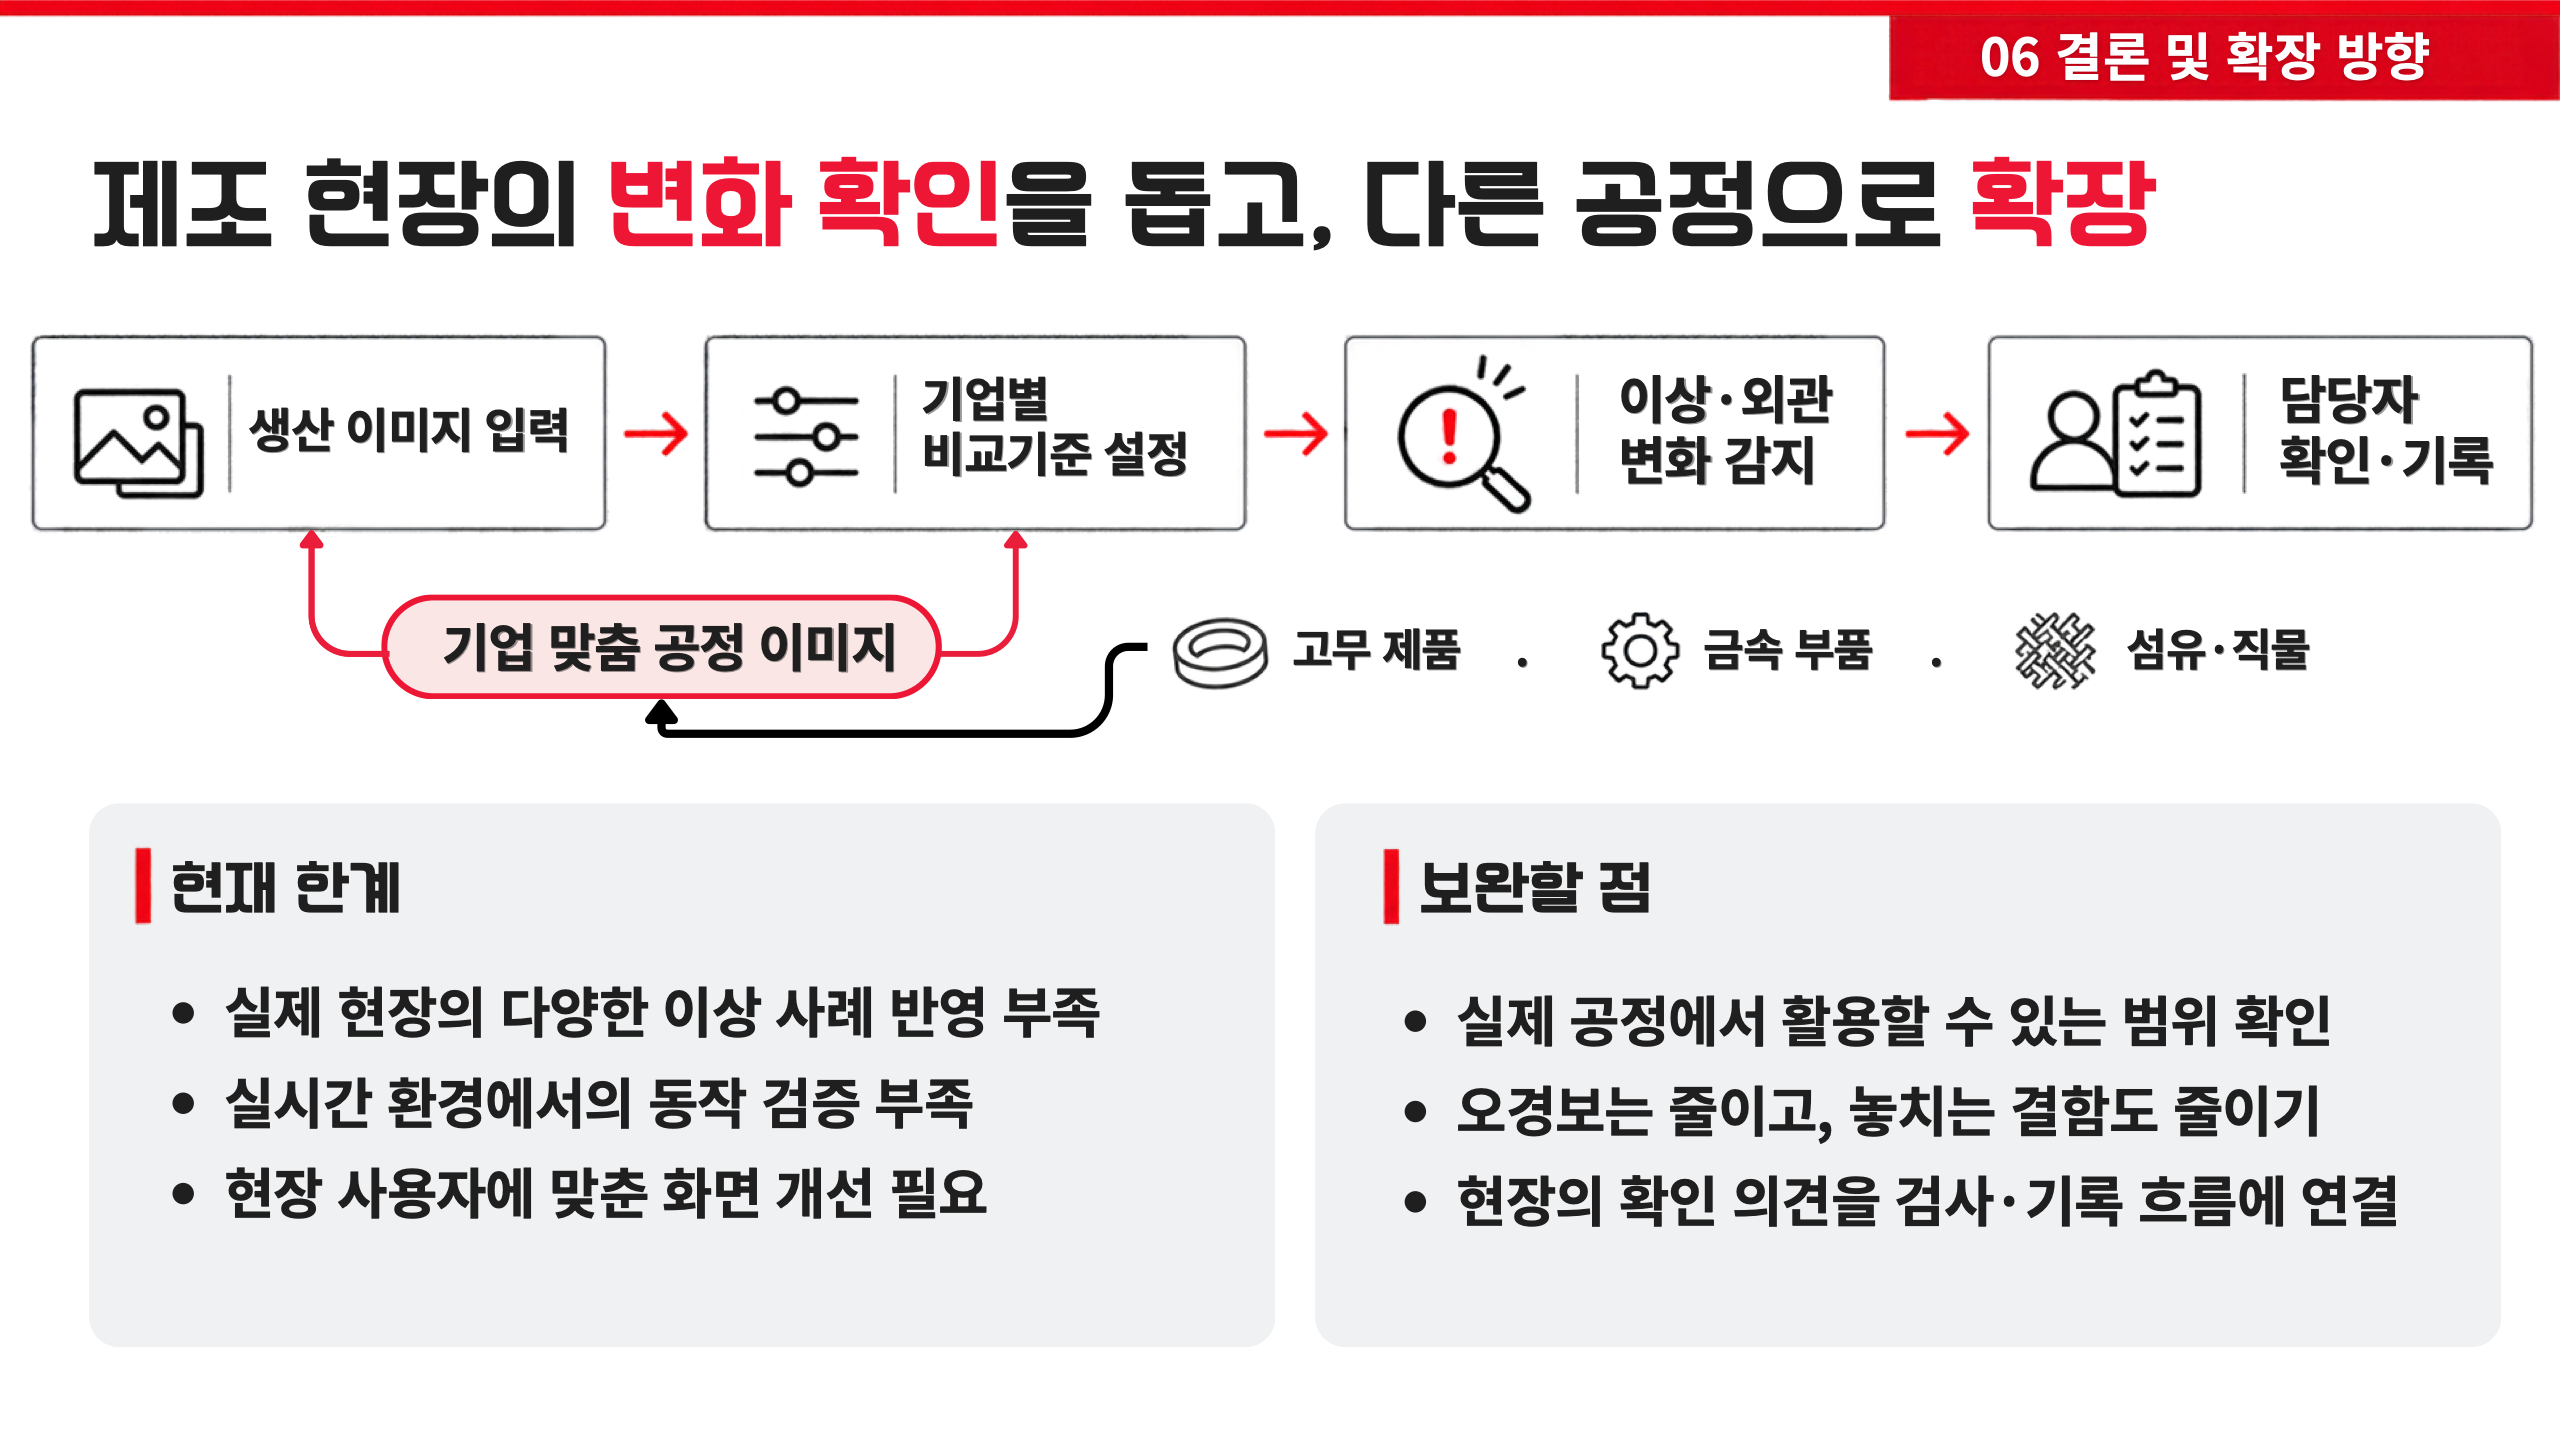 06 결론 및 확장 방향
제조 현장의 변화 확인을 돕고, 다른 공정으로 확장
생산 이미지 입력
기업별
비교기준 설정
이상·외관
변화 감지
담당자
확인·기록
기업 맞춤 공정 이미지
고무 제품 . 금속 부품 . 섬유·직물
현재 한계
• 실제 현장의 다양한 이상 사례 반영 부족
• 실시간 환경에서의 동작 검증 부족
• 현장 사용자에 맞춘 화면 개선 필요
보완할 점
• 실제 공정에서 활용할 수 있는 범위 확인
• 오경보는 줄이고, 놓치는 결함도 줄이기
• 현장의 확인 의견을 검사·기록 흐름에 연결